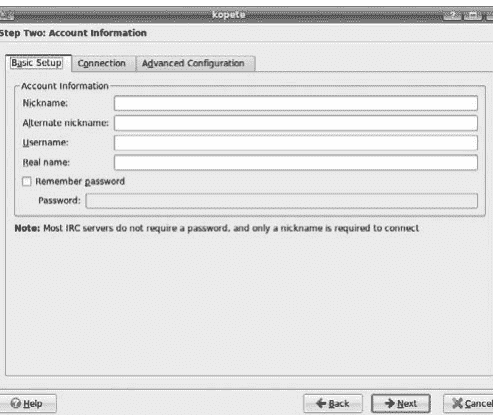 kopete
Step Two: Account Information
Basic Setup Connection Advanced Configuration
Account Information
Nickname:
Alternate nickname:
Username:
Real name:
Remember password
Password:
Note: Most IRC servers do not require a password, and only a nickname is required to connect
Help Back Next Cancel